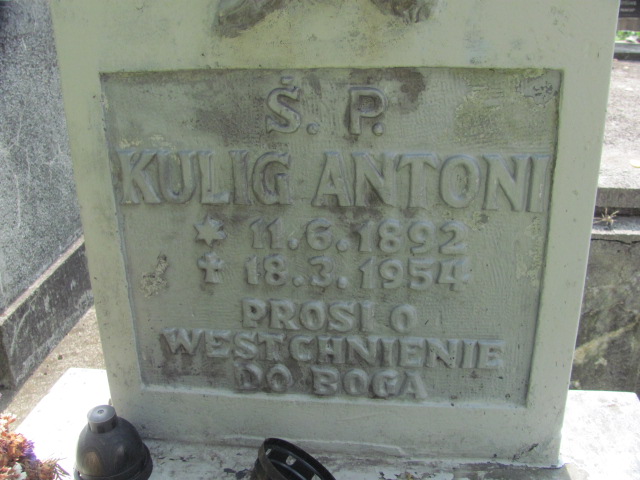 Ś. P.
KULIG ANTONI
* 11.6.1892
✝ 18.3.1954
PROSI O
WESTCHNIENIE
DO BOGA